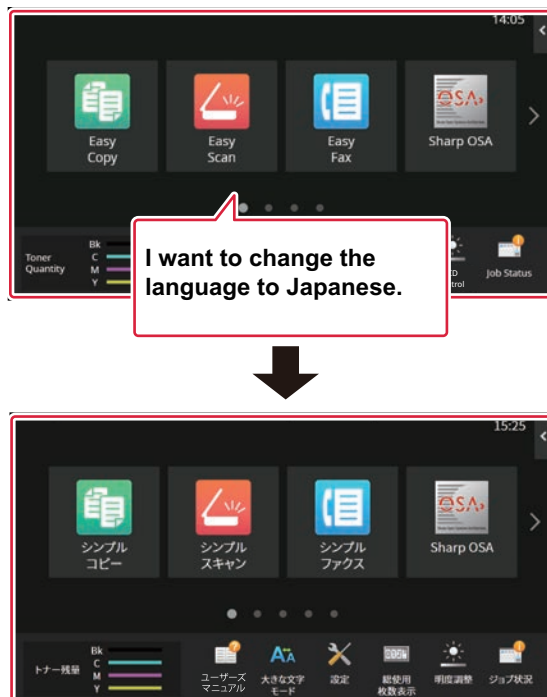 14:05
Easy
Copy
Easy
Scan
Easy
Fax
Sharp OSA
I want to change the
language to Japanese.
Toner
Quantity
Bk
C
M
Y
Job Status
15:25
シンプル
コピー
シンプル
スキャン
シンプル
ファクス
Sharp OSA
トナー残量
Bk
C
M
Y
ユーザーズ
マニュアル
大きな文字
モード
設定
総使用
枚数表示
明度調整
ジョブ状況